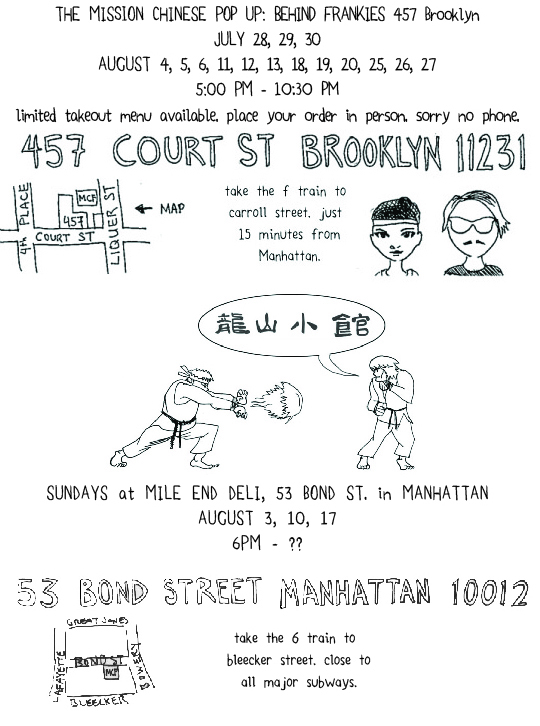 THE MISSION CHINESE POP UP: BEHIND FRANKIES 457 Brooklyn
JULY 28, 29, 30
AUGUST 4, 5, 6, 11, 12, 13, 18, 19, 20, 25, 26, 27
5:00 PM - 10:30 PM
limited takeout menu available. place your order in person. sorry no phone.
457 COURT ST BROOKLYN 11231
4th PLACE
MCF
457
COURT ST
LIQUER ST
← MAP
take the f train to
carroll street. just
15 minutes from
Manhattan.
龍山小館
SUNDAYS at MILE END DELI, 53 BOND ST. in MANHATTAN
AUGUST 3, 10, 17
6PM - ??
53 BOND STREET MANHATTAN 10012
GREAT JONES
LAFAYETTE
BOND ST
MCF
BOWERY
BLEECKER
take the 6 train to
bleecker street. close to
all major subways.